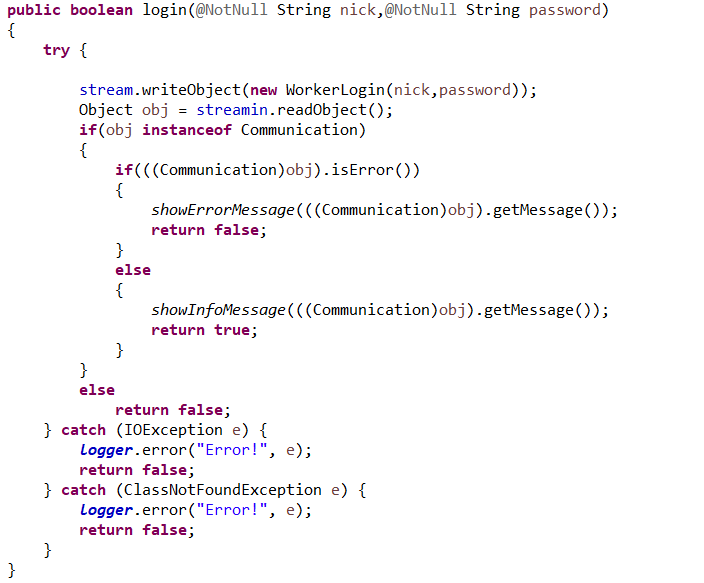 public boolean login(@NotNull String nick,@NotNull String password)
{
    try {

        stream.writeObject(new WorkerLogin(nick,password));
        Object obj = streamin.readObject();
        if(obj instanceof Communication)
        {
            if(((Communication)obj).isError())
            {
                showErrorMessage(((Communication)obj).getMessage());
                return false;
            }
            else
            {
                showInfoMessage(((Communication)obj).getMessage());
                return true;
            }
        }
        else
            return false;
    } catch (IOException e) {
        logger.error("Error!", e);
        return false;
    } catch (ClassNotFoundException e) {
        logger.error("Error!", e);
        return false;
    }
}